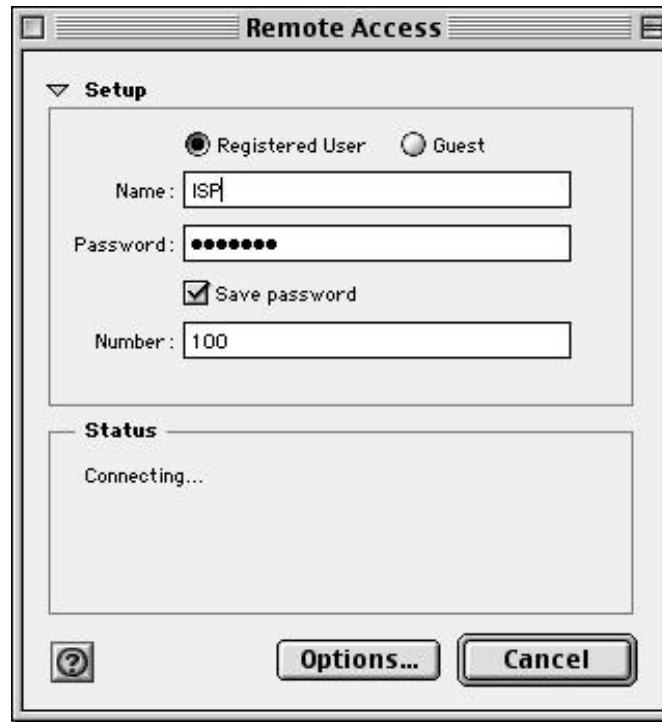 Remote Access
Setup
Registered User Guest
Name: ISP
Password: •••••••
Save password
Number: 100
Status
Connecting...
? Options... Cancel